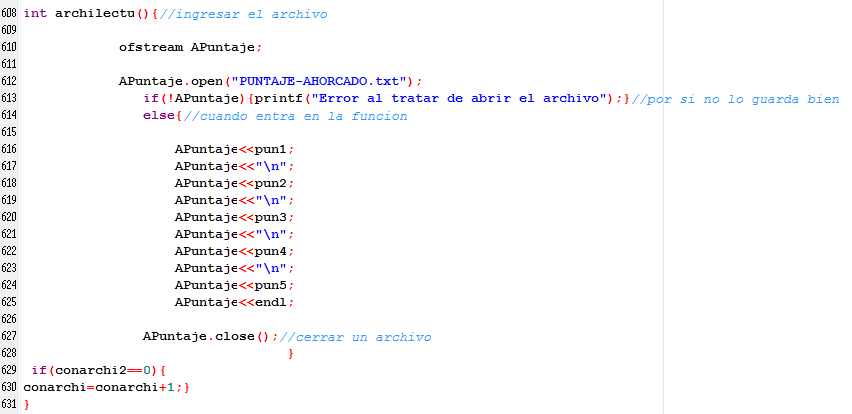 608 int archilectu(){//ingresar el archivo
609
610 ofstream APuntaje;
611
612 APuntaje.open("PUNTAJE-AHORCADO.txt");
613 if(!APuntaje){printf("Error al tratar de abrir el archivo");}//por si no lo guarda bien
614 else{//cuando entra en la funcion
615
616 APuntaje<<pun1;
617 APuntaje<<"\n";
618 APuntaje<<pun2;
619 APuntaje<<"\n";
620 APuntaje<<pun3;
621 APuntaje<<"\n";
622 APuntaje<<pun4;
623 APuntaje<<"\n";
624 APuntaje<<pun5;
625 APuntaje<<endl;
626
627 APuntaje.close();//cerrar un archivo
628 }
629 if(conarchi2==0){
630 conarchi=conarchi+1;}
631 }